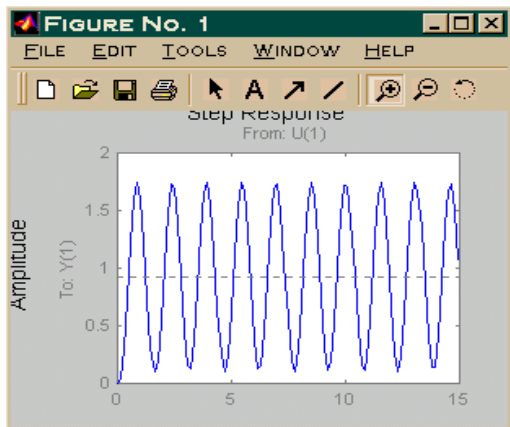 FIGURE NO. 1
FILE EDIT TOOLS WINDOW HELP
A
Step Response
From: U(1)
Amplitude
To: Y(1)
2
1.5
1
0.5
0
0 5 10 15